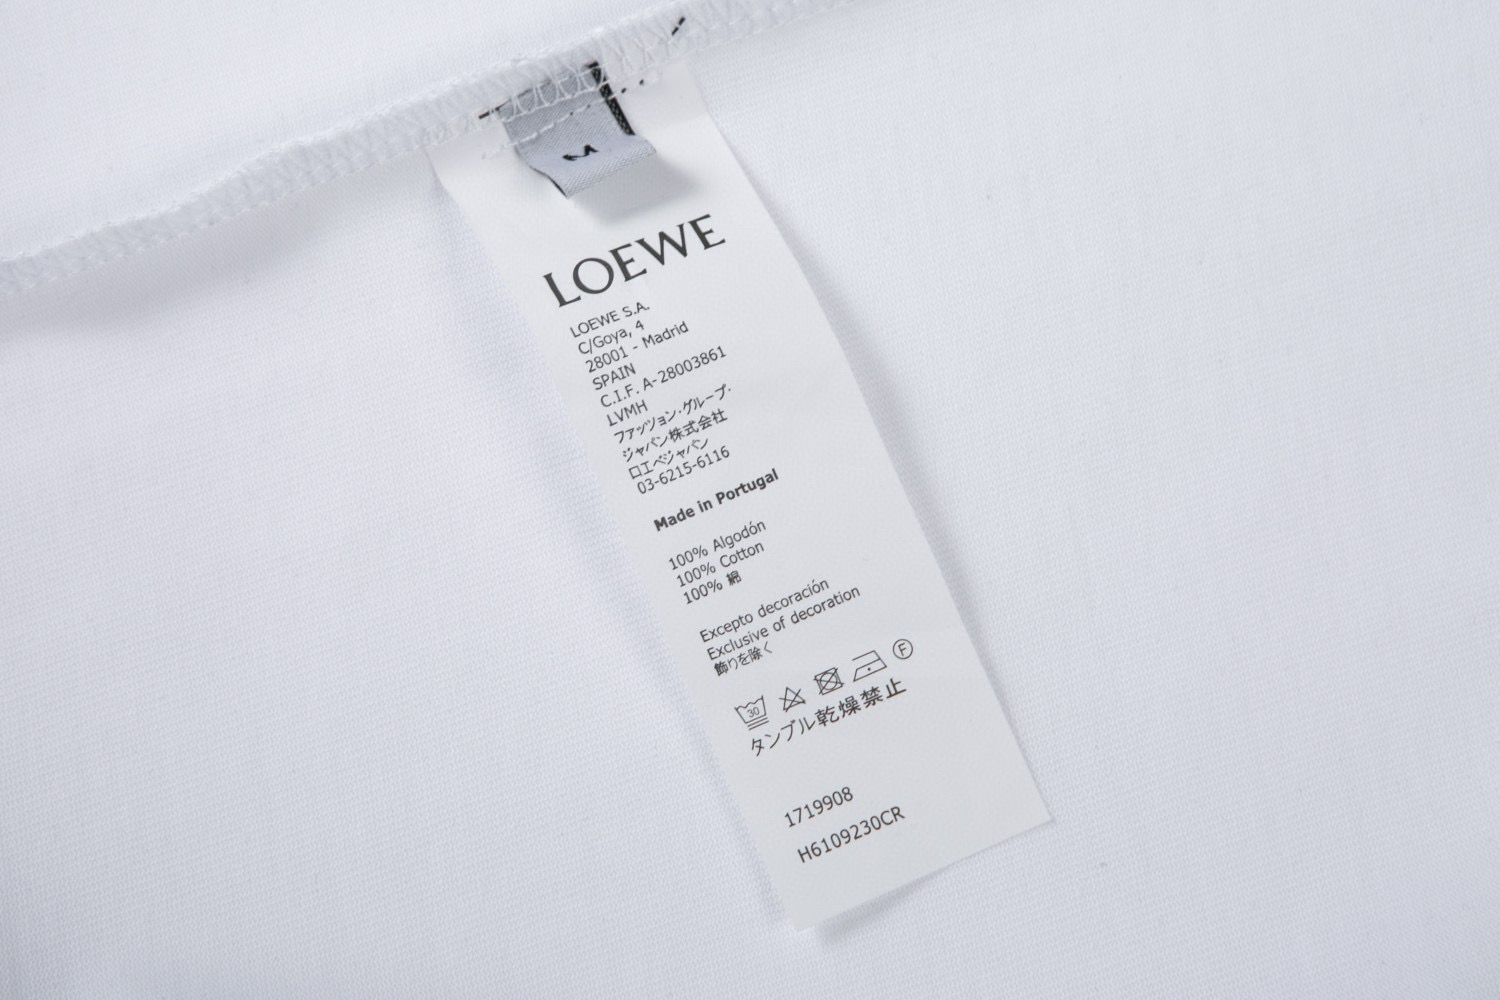 M
LOEWE
LOEWE S.A.
C/Goya, 4
28001 - Madrid
SPAIN
C.I.F. A-28003861
LVMH
ファッション・グループ・
ジャパン株式会社
ロエベジャパン
03-6215-6116
Made in Portugal
100% Algodón
100% Cotton
100% 綿
Excepto decoración
Exclusive of decoration
飾りを除く
30 F
タンブル乾燥禁止
1719908
H6109230CR